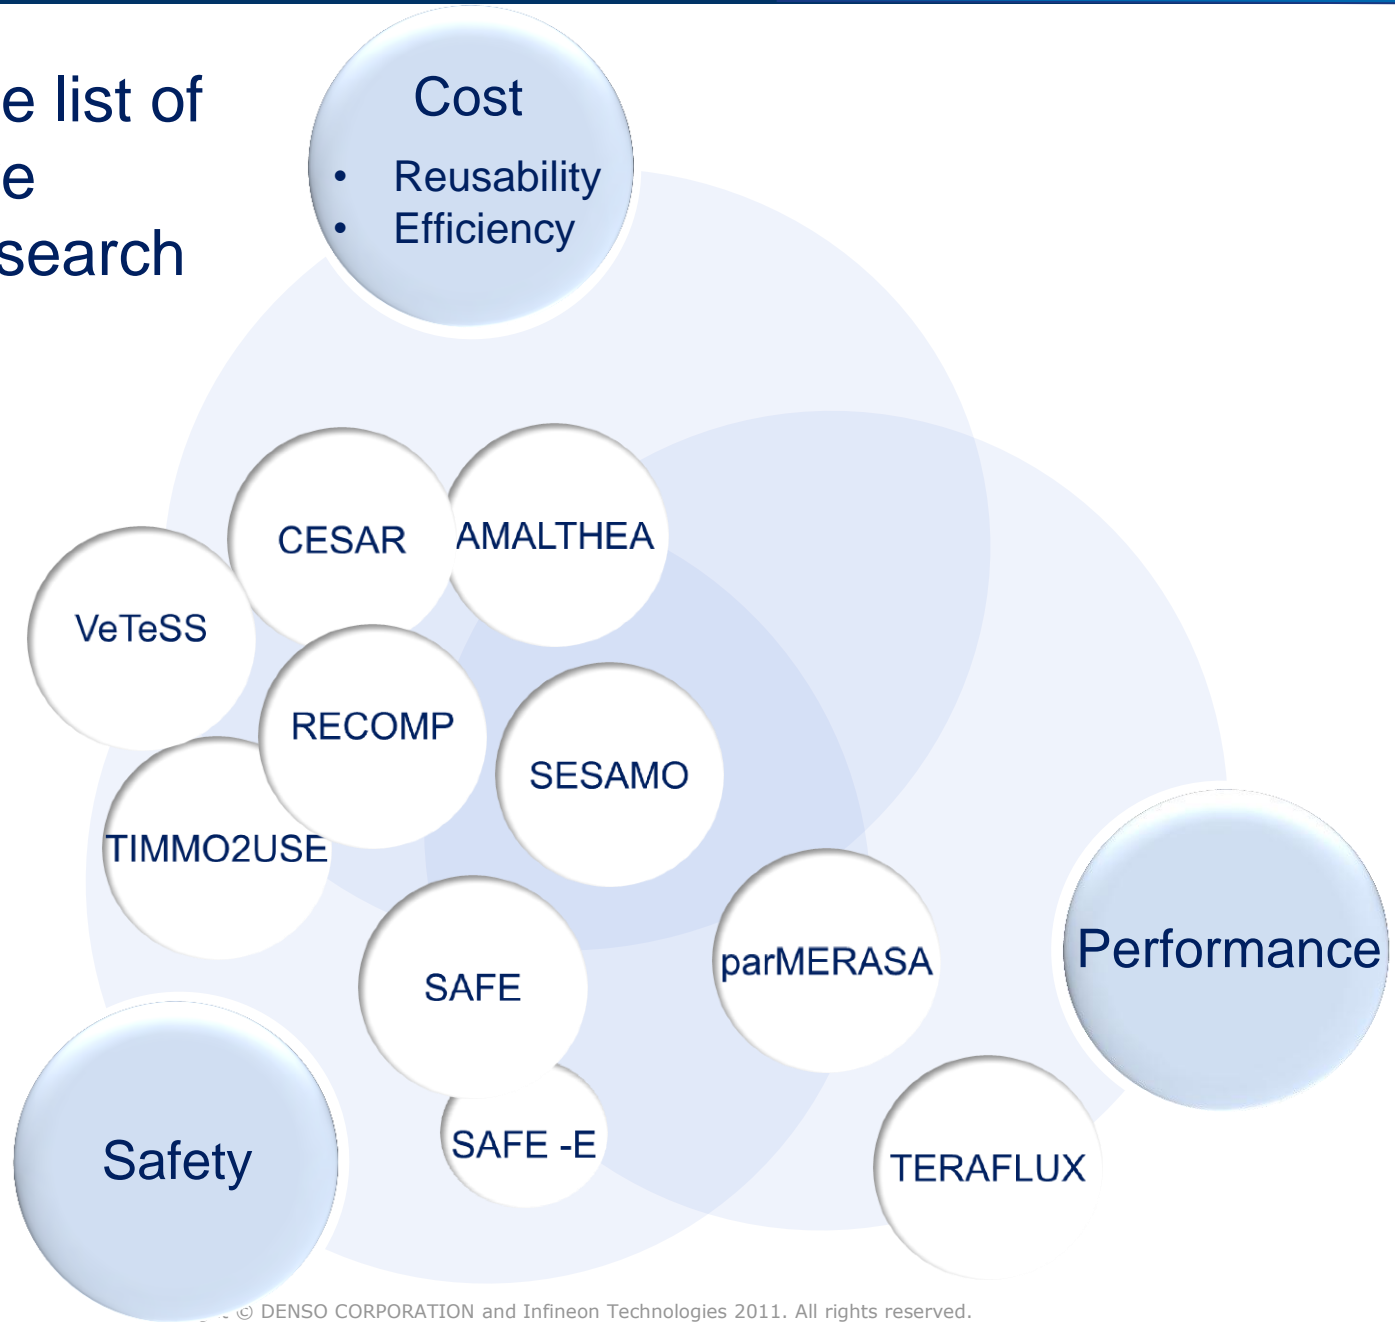 e list of
e
search
Cost
• Reusability
• Efficiency
CESAR
AMALTHEA
VeTeSS
RECOMP
SESAMO
TIMMO2USE
parMERASA
Performance
SAFE
SAFE -E
Safety
TERAFLUX
© DENSO CORPORATION and Infineon Technologies 2011. All rights reserved.